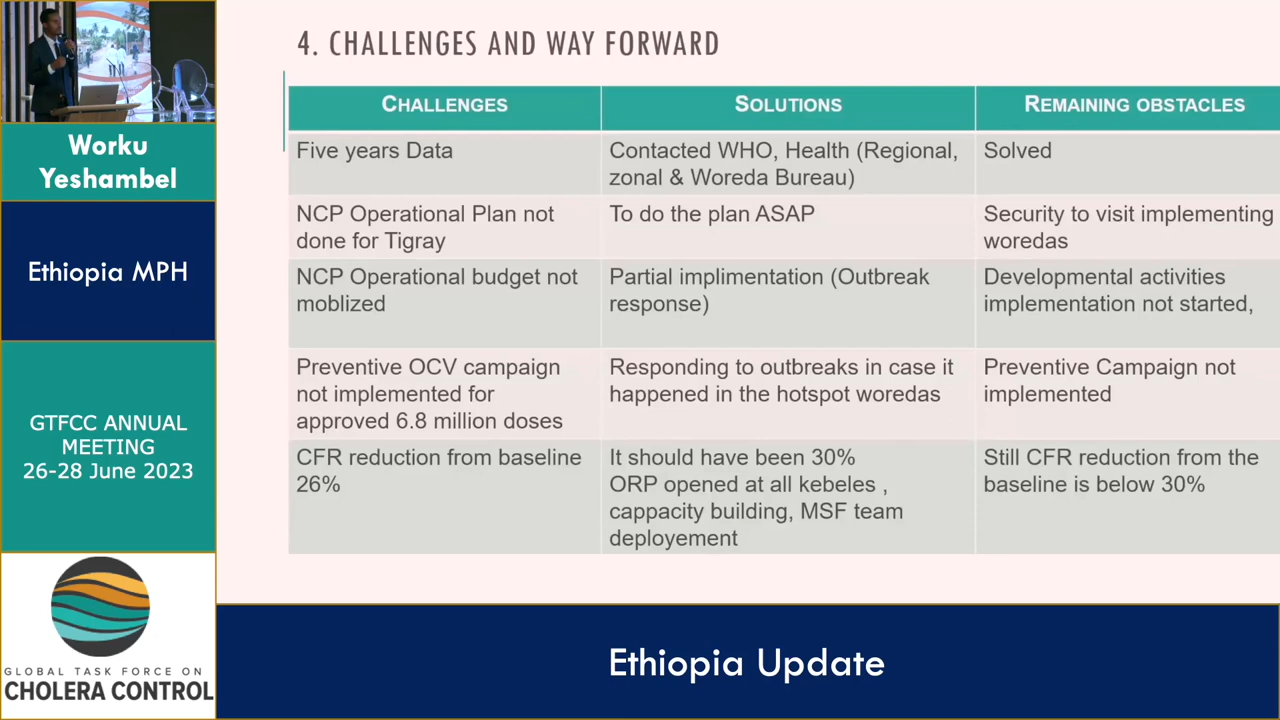 4. CHALLENGES AND WAY FORWARD
CHALLENGES
SOLUTIONS
REMAINING OBSTACLES
Five years Data
Contacted WHO, Health (Regional,
zonal & Woreda Bureau)
Solved
NCP Operational Plan not
done for Tigray
To do the plan ASAP
Security to visit implementing
woredas
NCP Operational budget not
moblized
Partial implimentation (Outbreak
response)
Developmental activities
implementation not started,
Preventive OCV campaign
not implemented for
approved 6.8 million doses
Responding to outbreaks in case it
happened in the hotspot woredas
Preventive Campaign not
implemented
CFR reduction from baseline
26%
It should have been 30%
ORP opened at all kebeles ,
cappacity building, MSF team
deployement
Still CFR reduction from the
baseline is below 30%
Worku
Yeshambel
Ethiopia MPH
GTFCC ANNUAL
MEETING
26-28 June 2023
GLOBAL TASK FORCE ON
CHOLERA CONTROL
Ethiopia Update